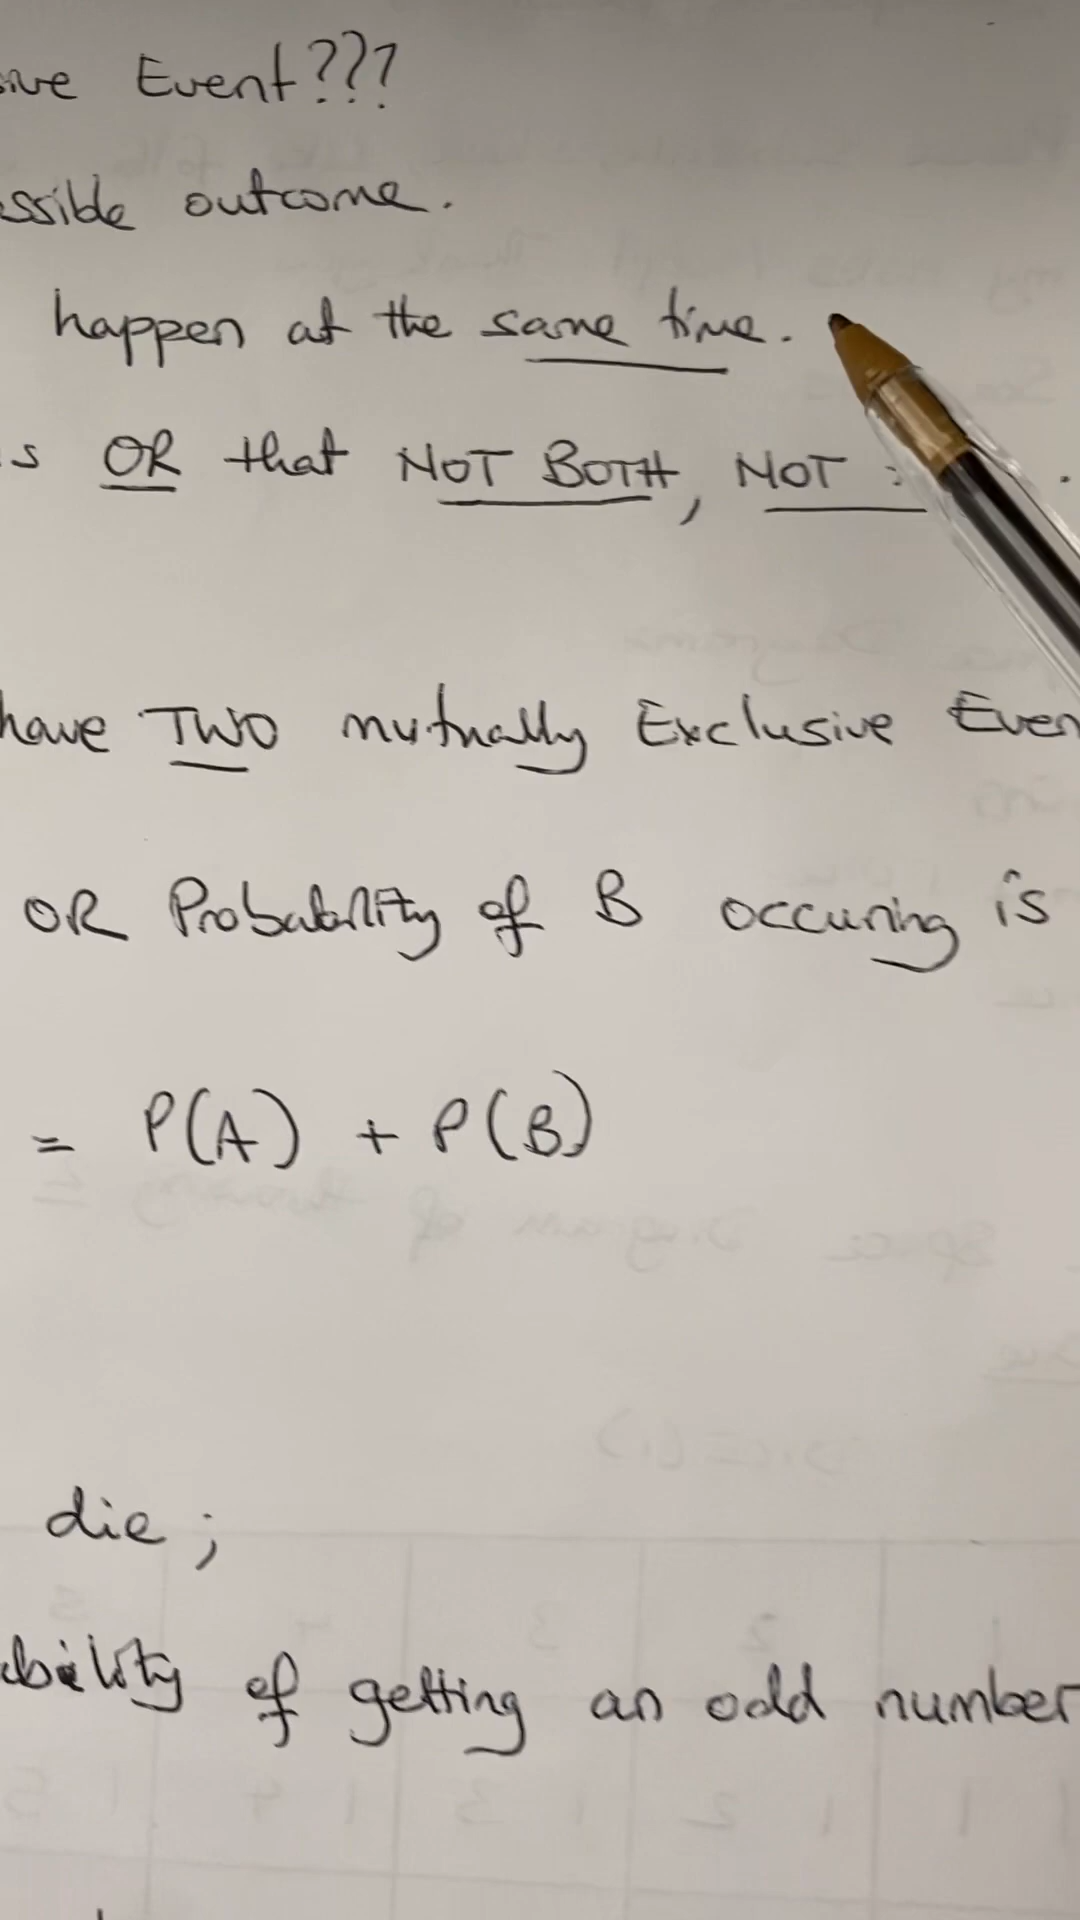 Event???
outcome.
happen at the same time.
OR that NOT BOTH, NOT
have TWO mutually Exclusive
OR Probability of B occuring is
= P(A) + P(B)
die;
of getting an odd number